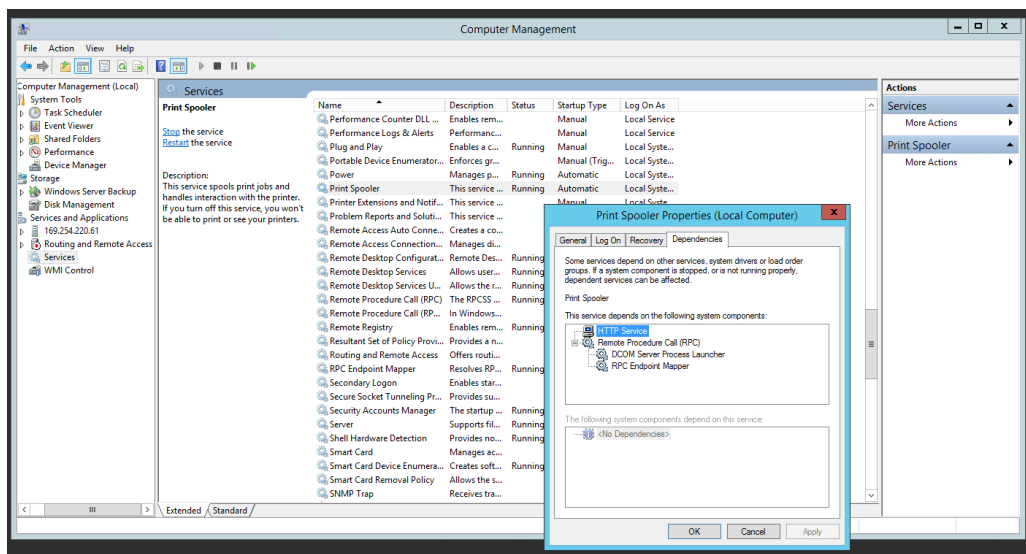 Computer Management
File Action View Help
Computer Management (Local)
System Tools
Task Scheduler
Event Viewer
Shared Folders
Performance
Device Manager
Storage
Windows Server Backup
Disk Management
Services and Applications
169.254.220.61
Routing and Remote Access
Services
WMI Control
Services
Print Spooler
Stop the service
Restart the service
Description:
This service spools print jobs and
handles interaction with the printer.
If you turn off this service, you won't
be able to print or see your printers.
Name Description Status Startup Type Log On As
Performance Counter DLL ... Enables rem... Manual Local Service
Performance Logs & Alerts Performanc... Manual Local Service
Plug and Play Enables a c... Running Manual Local Syste...
Portable Device Enumerator... Enforces gr... Manual (Trig... Local Syste...
Power Manages p... Running Automatic Local Syste...
Print Spooler This service ... Running Automatic Local Syste...
Printer Extensions and Notif... This service ... Manual Local Syste...
Problem Reports and Soluti... This service ...
Remote Access Auto Conne... Creates a co...
Remote Access Connection... Manages di...
Remote Desktop Configurat... Remote Des... Running
Remote Desktop Services Allows user... Running
Remote Desktop Services U... Allows the r... Running
Remote Procedure Call (RPC) The RPCSS ... Running
Remote Procedure Call (RP... In Windows...
Remote Registry Enables rem... Running
Resultant Set of Policy Provi... Provides a n...
Routing and Remote Access Offers routi...
RPC Endpoint Mapper Resolves RP... Running
Secondary Logon Enables star...
Secure Socket Tunneling Pr... Provides su...
Security Accounts Manager The startup ... Running
Server Supports fil... Running
Shell Hardware Detection Provides no... Running
Smart Card Manages ac...
Smart Card Device Enumera... Creates soft... Running
Smart Card Removal Policy Allows the s...
SNMP Trap Receives tra...
Extended Standard
Actions
Services
More Actions
Print Spooler
More Actions
Print Spooler Properties (Local Computer)
General Log On Recovery Dependencies
Some services depend on other services, system drivers or load order
groups. If a system component is stopped, or is not running properly,
dependent services can be affected.
Print Spooler
This service depends on the following system components:
HTTP Service
Remote Procedure Call (RPC)
DCOM Server Process Launcher
RPC Endpoint Mapper
The following system components depend on this service:
<No Dependencies>
OK Cancel Apply